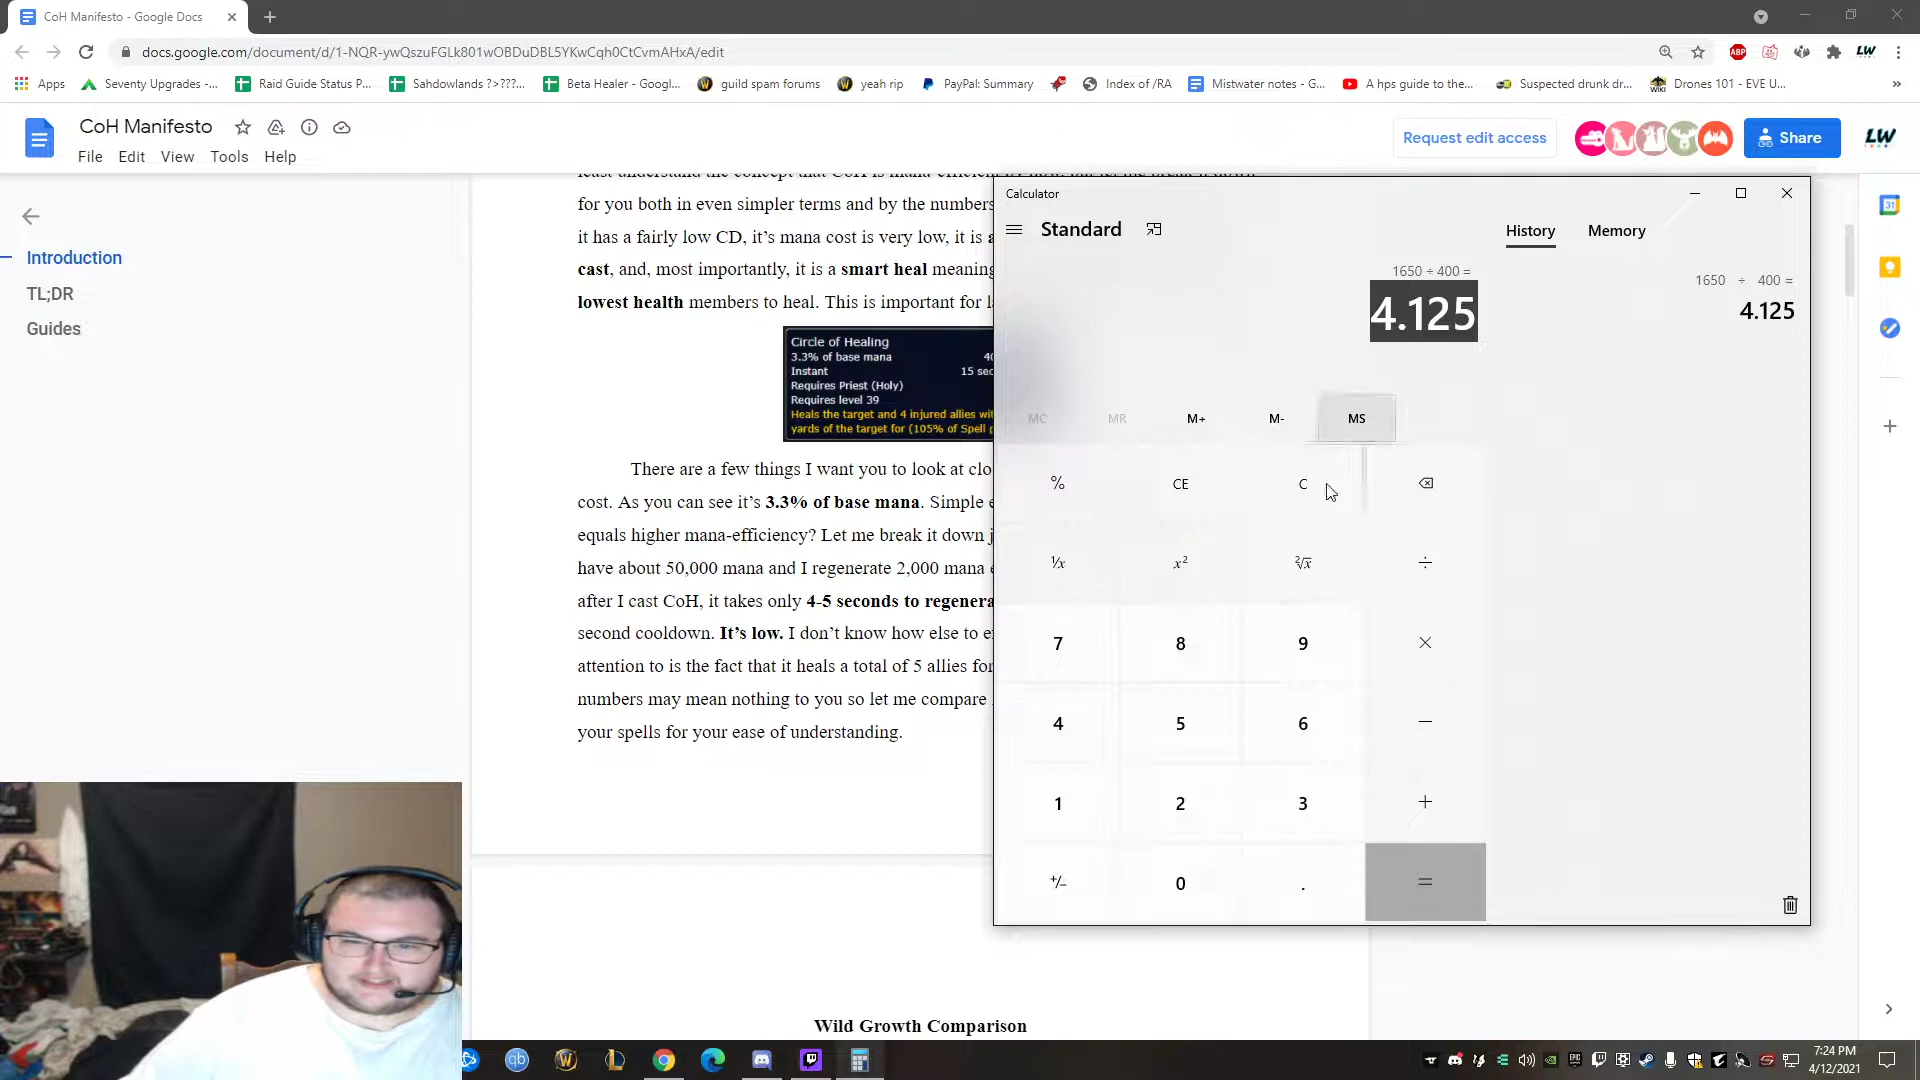 CoH Manifesto - Google Docs
docs.google.com/document/d/1-NQR-ywQszuFGLk801wOBDuDBL5YKwCqh0CtCvmAHxA/edit
Apps
Seventy Upgrades -...
Raid Guide Status P...
Sahdowlands ?>???...
Beta Healer - Googl...
guild spam forums
yeah rip
PayPal: Summary
Index of /RA
Mistwater notes - G...
A hps guide to the...
Suspected drunk dr...
Drones 101 - EVE U...
CoH Manifesto
File Edit View Tools Help
Request edit access
Share
LW
Introduction
TL;DR
Guides
for you both in even simpler terms and by the numbers
it has a fairly low CD, it's mana cost is very low, it is
cast, and, most importantly, it is a smart heal meaning
lowest health members to heal. This is important for
Circle of Healing
3.3% of base mana 40
Instant 15 sec
Requires Priest (Holy)
Requires level 39
Heals the target and 4 injured allies wit
yards of the target for (105% of Spell
There are a few things I want you to look at clo
cost. As you can see it's 3.3% of base mana. Simple
equals higher mana-efficiency? Let me break it down
have about 50,000 mana and I regenerate 2,000 mana
after I cast CoH, it takes only 4-5 seconds to regenera
second cooldown. It's low. I don't know how else to
attention to is the fact that it heals a total of 5 allies for
numbers may mean nothing to you so let me compare
your spells for your ease of understanding.
Wild Growth Comparison
Calculator
Standard
History Memory
1650 ÷ 400 =
4.125
1650 ÷ 400 =
4.125
MC MR M+ M- MS
% CE C
⅟x x² ²√x ÷
7 8 9 ×
4 5 6 −
1 2 3 +
+/− 0 . =
7:24 PM
4/12/2021